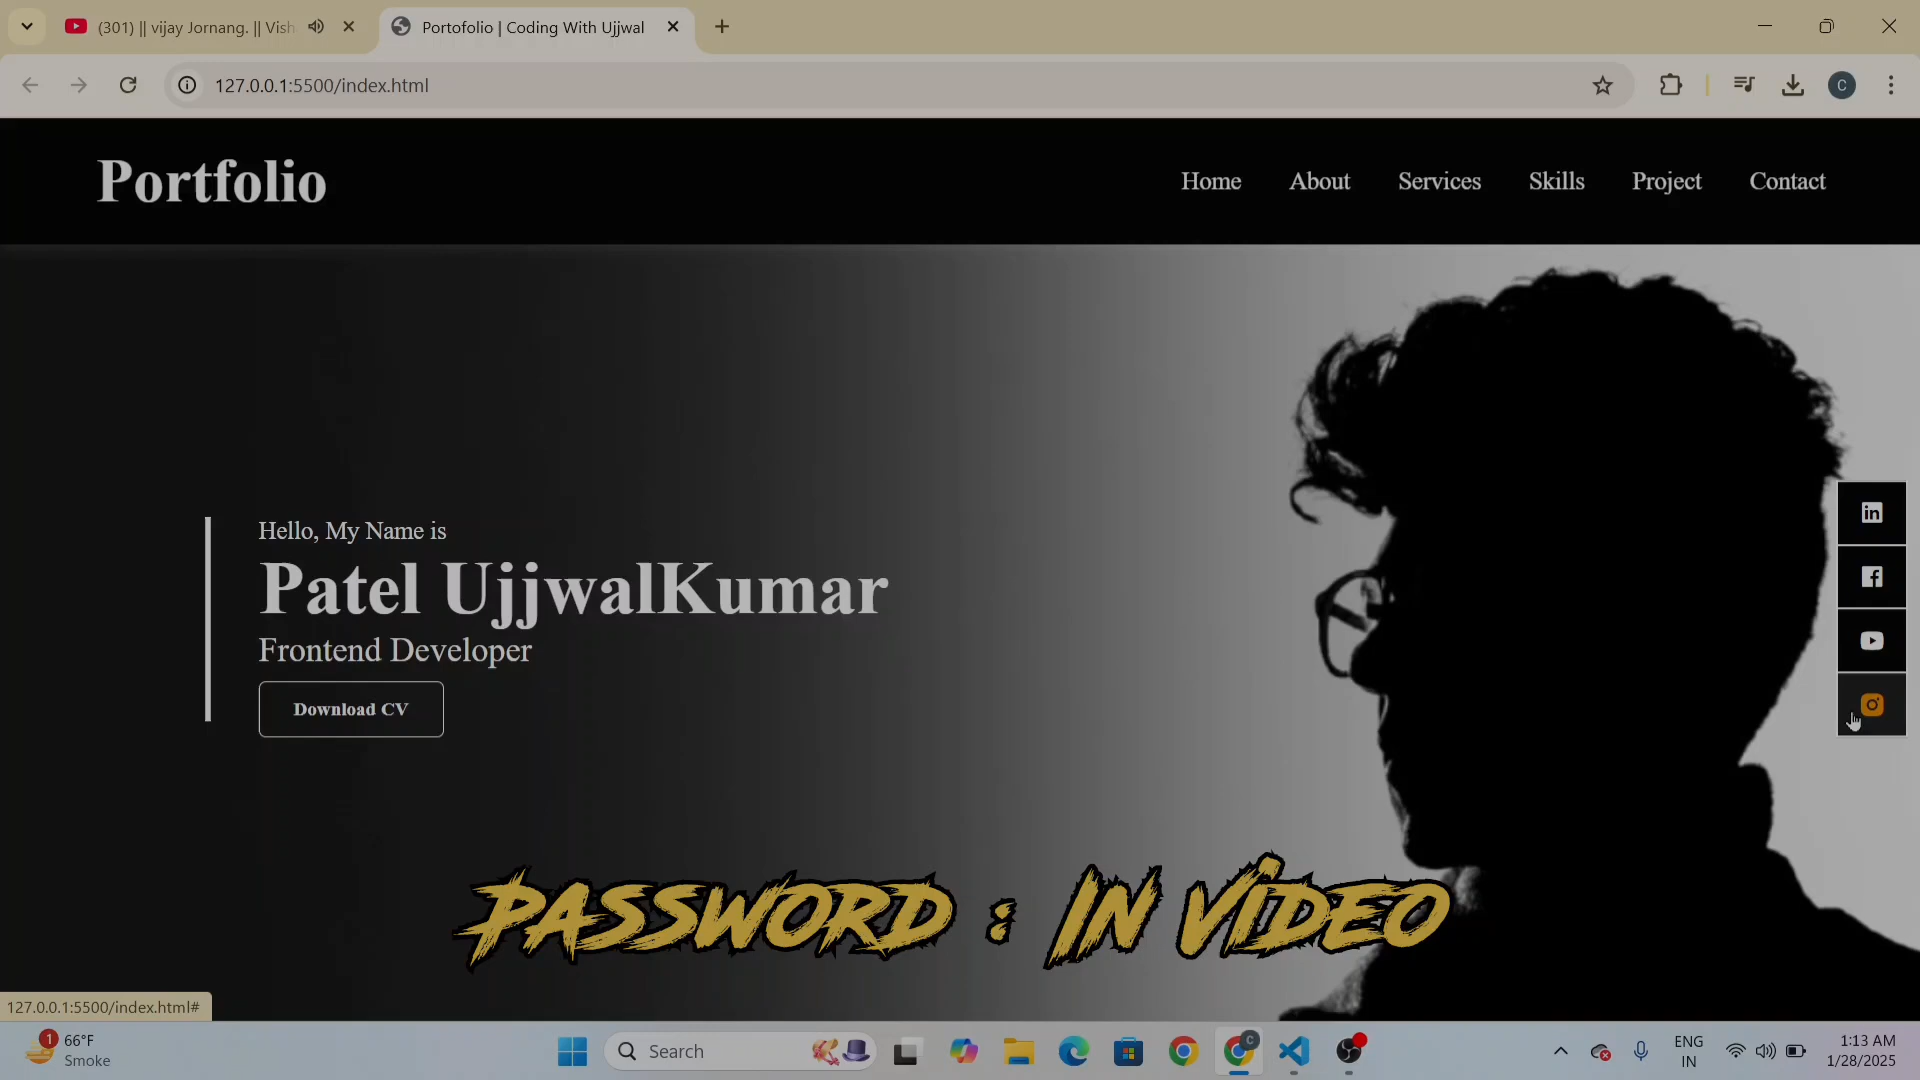 (301) || vijay Jornang. || Vish
Portofolio | Coding With Ujjwal
127.0.0.1:5500/index.html
C
Portfolio
Home
About
Services
Skills
Project
Contact
Hello, My Name is
Patel UjjwalKumar
Frontend Developer
Download CV
PASSWORD : IN VIDEO
127.0.0.1:5500/index.html#
1
66°F
Smoke
Search
C
ENG
IN
1:13 AM
1/28/2025